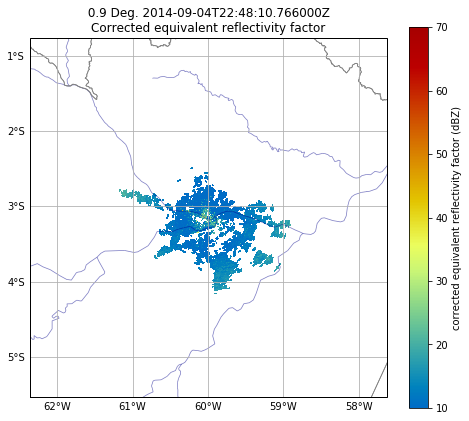 0.9 Deg. 2014-09-04T22:48:10.766000Z
Corrected equivalent reflectivity factor
1°S
2°S
3°S
4°S
5°S
62°W
61°W
60°W
59°W
58°W
70
60
50
40
30
20
10
corrected equivalent reflectivity factor (dBZ)